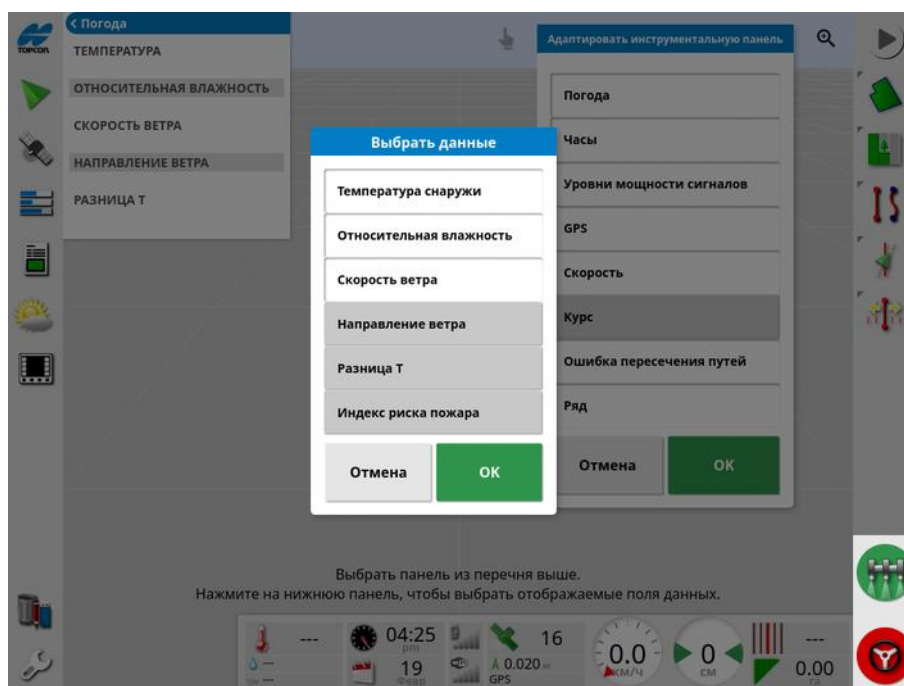 TOPCON
< Погода
ТЕМПЕРАТУРА
ОТНОСИТЕЛЬНАЯ ВЛАЖНОСТЬ
СКОРОСТЬ ВЕТРА
НАПРАВЛЕНИЕ ВЕТРА
РАЗНИЦА Т
Адаптировать инструментальную панель
Погода
Часы
Уровни мощности сигналов
GPS
Скорость
Курс
Ошибка пересечения путей
Ряд
Отмена
OK
Выбрать данные
Температура снаружи
Относительная влажность
Скорость ветра
Направление ветра
Разница Т
Индекс риска пожара
Отмена
OK
Выбрать панель из перечня выше.
Нажмите на нижнюю панель, чтобы выбрать отображаемые поля данных.
---
---
---
04:25
pm
19
Февр
16
0.020 м
GPS
0.0
км/ч
0
см
---
0.00
га